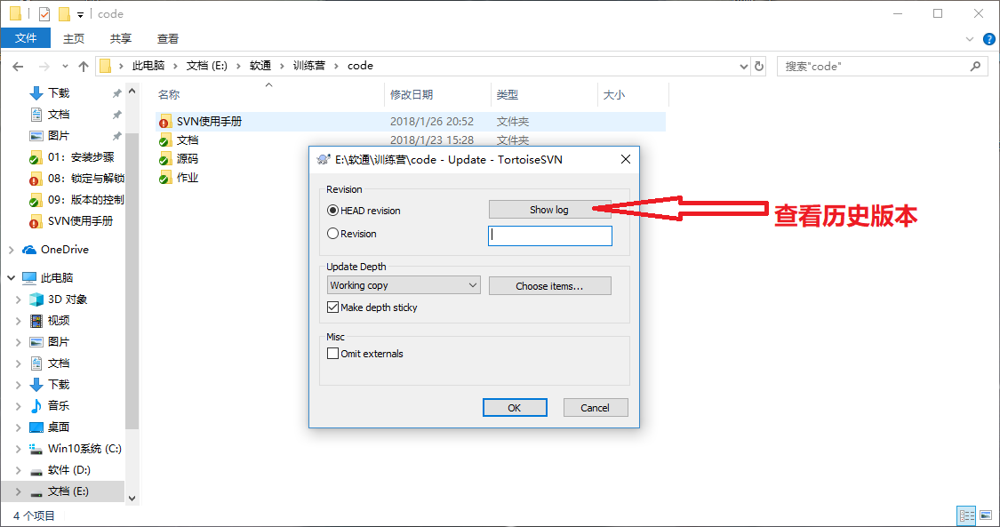 code
文件 主页 共享 查看
此电脑 文档 (E:) 软通 训练营 code 搜索"code"
名称 修改日期 类型 大小
SVN使用手册 2018/1/26 20:52 文件夹
文档 2018/1/23 15:28 文件夹
源码
作业
下载
文档
图片
01：安装步骤
08：锁定与解锁
09：版本的控制
SVN使用手册
OneDrive
此电脑
3D 对象
视频
图片
文档
下载
音乐
桌面
Win10系统 (C:)
软件 (D:)
文档 (E:)
4 个项目
E:\软通\训练营\code - Update - TortoiseSVN
Revision
HEAD revision
Show log
Revision
Update Depth
Working copy
Choose items...
Make depth sticky
Misc
Omit externals
OK
Cancel
查看历史版本